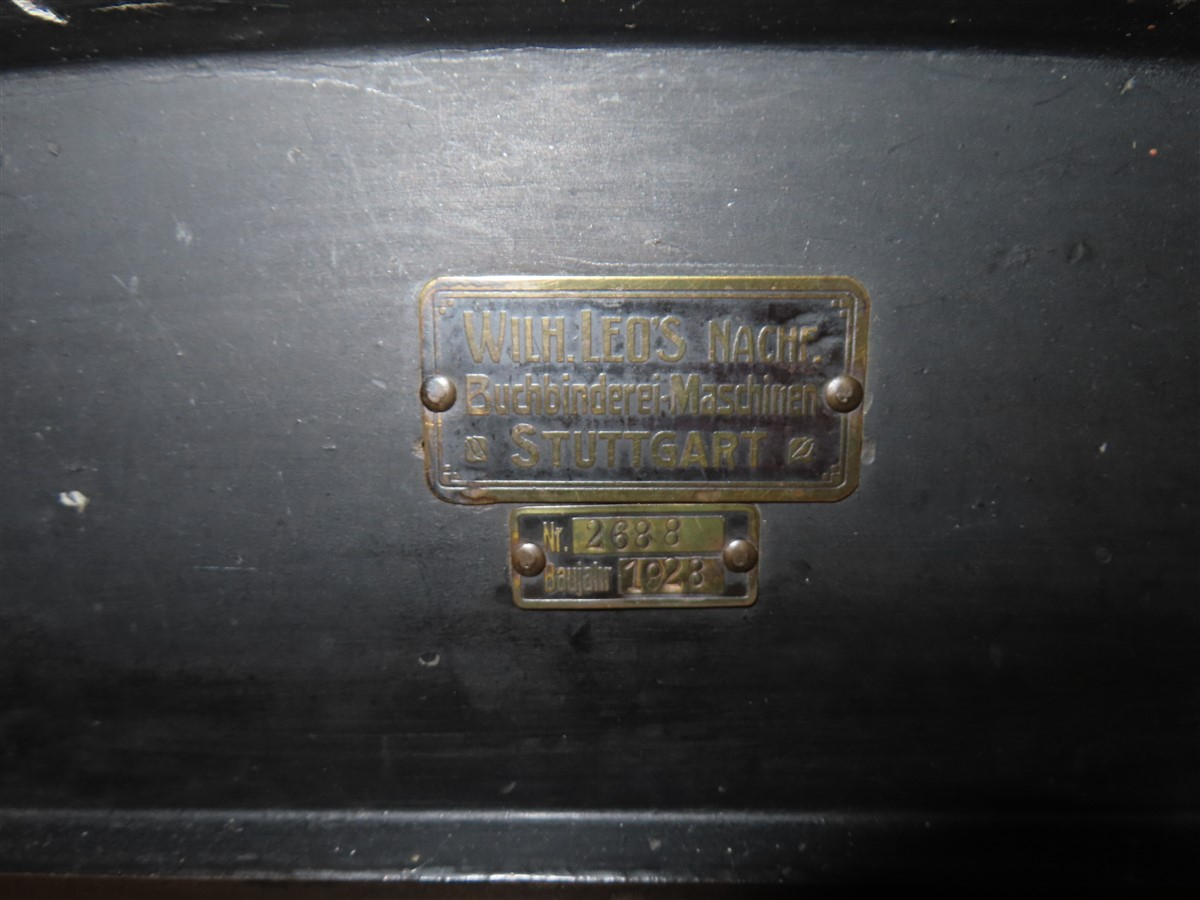 WILH. LEO'S NACHF.
Buchbinderei-Maschinen
STUTTGART
Nr. 2688
Baujahr 1928